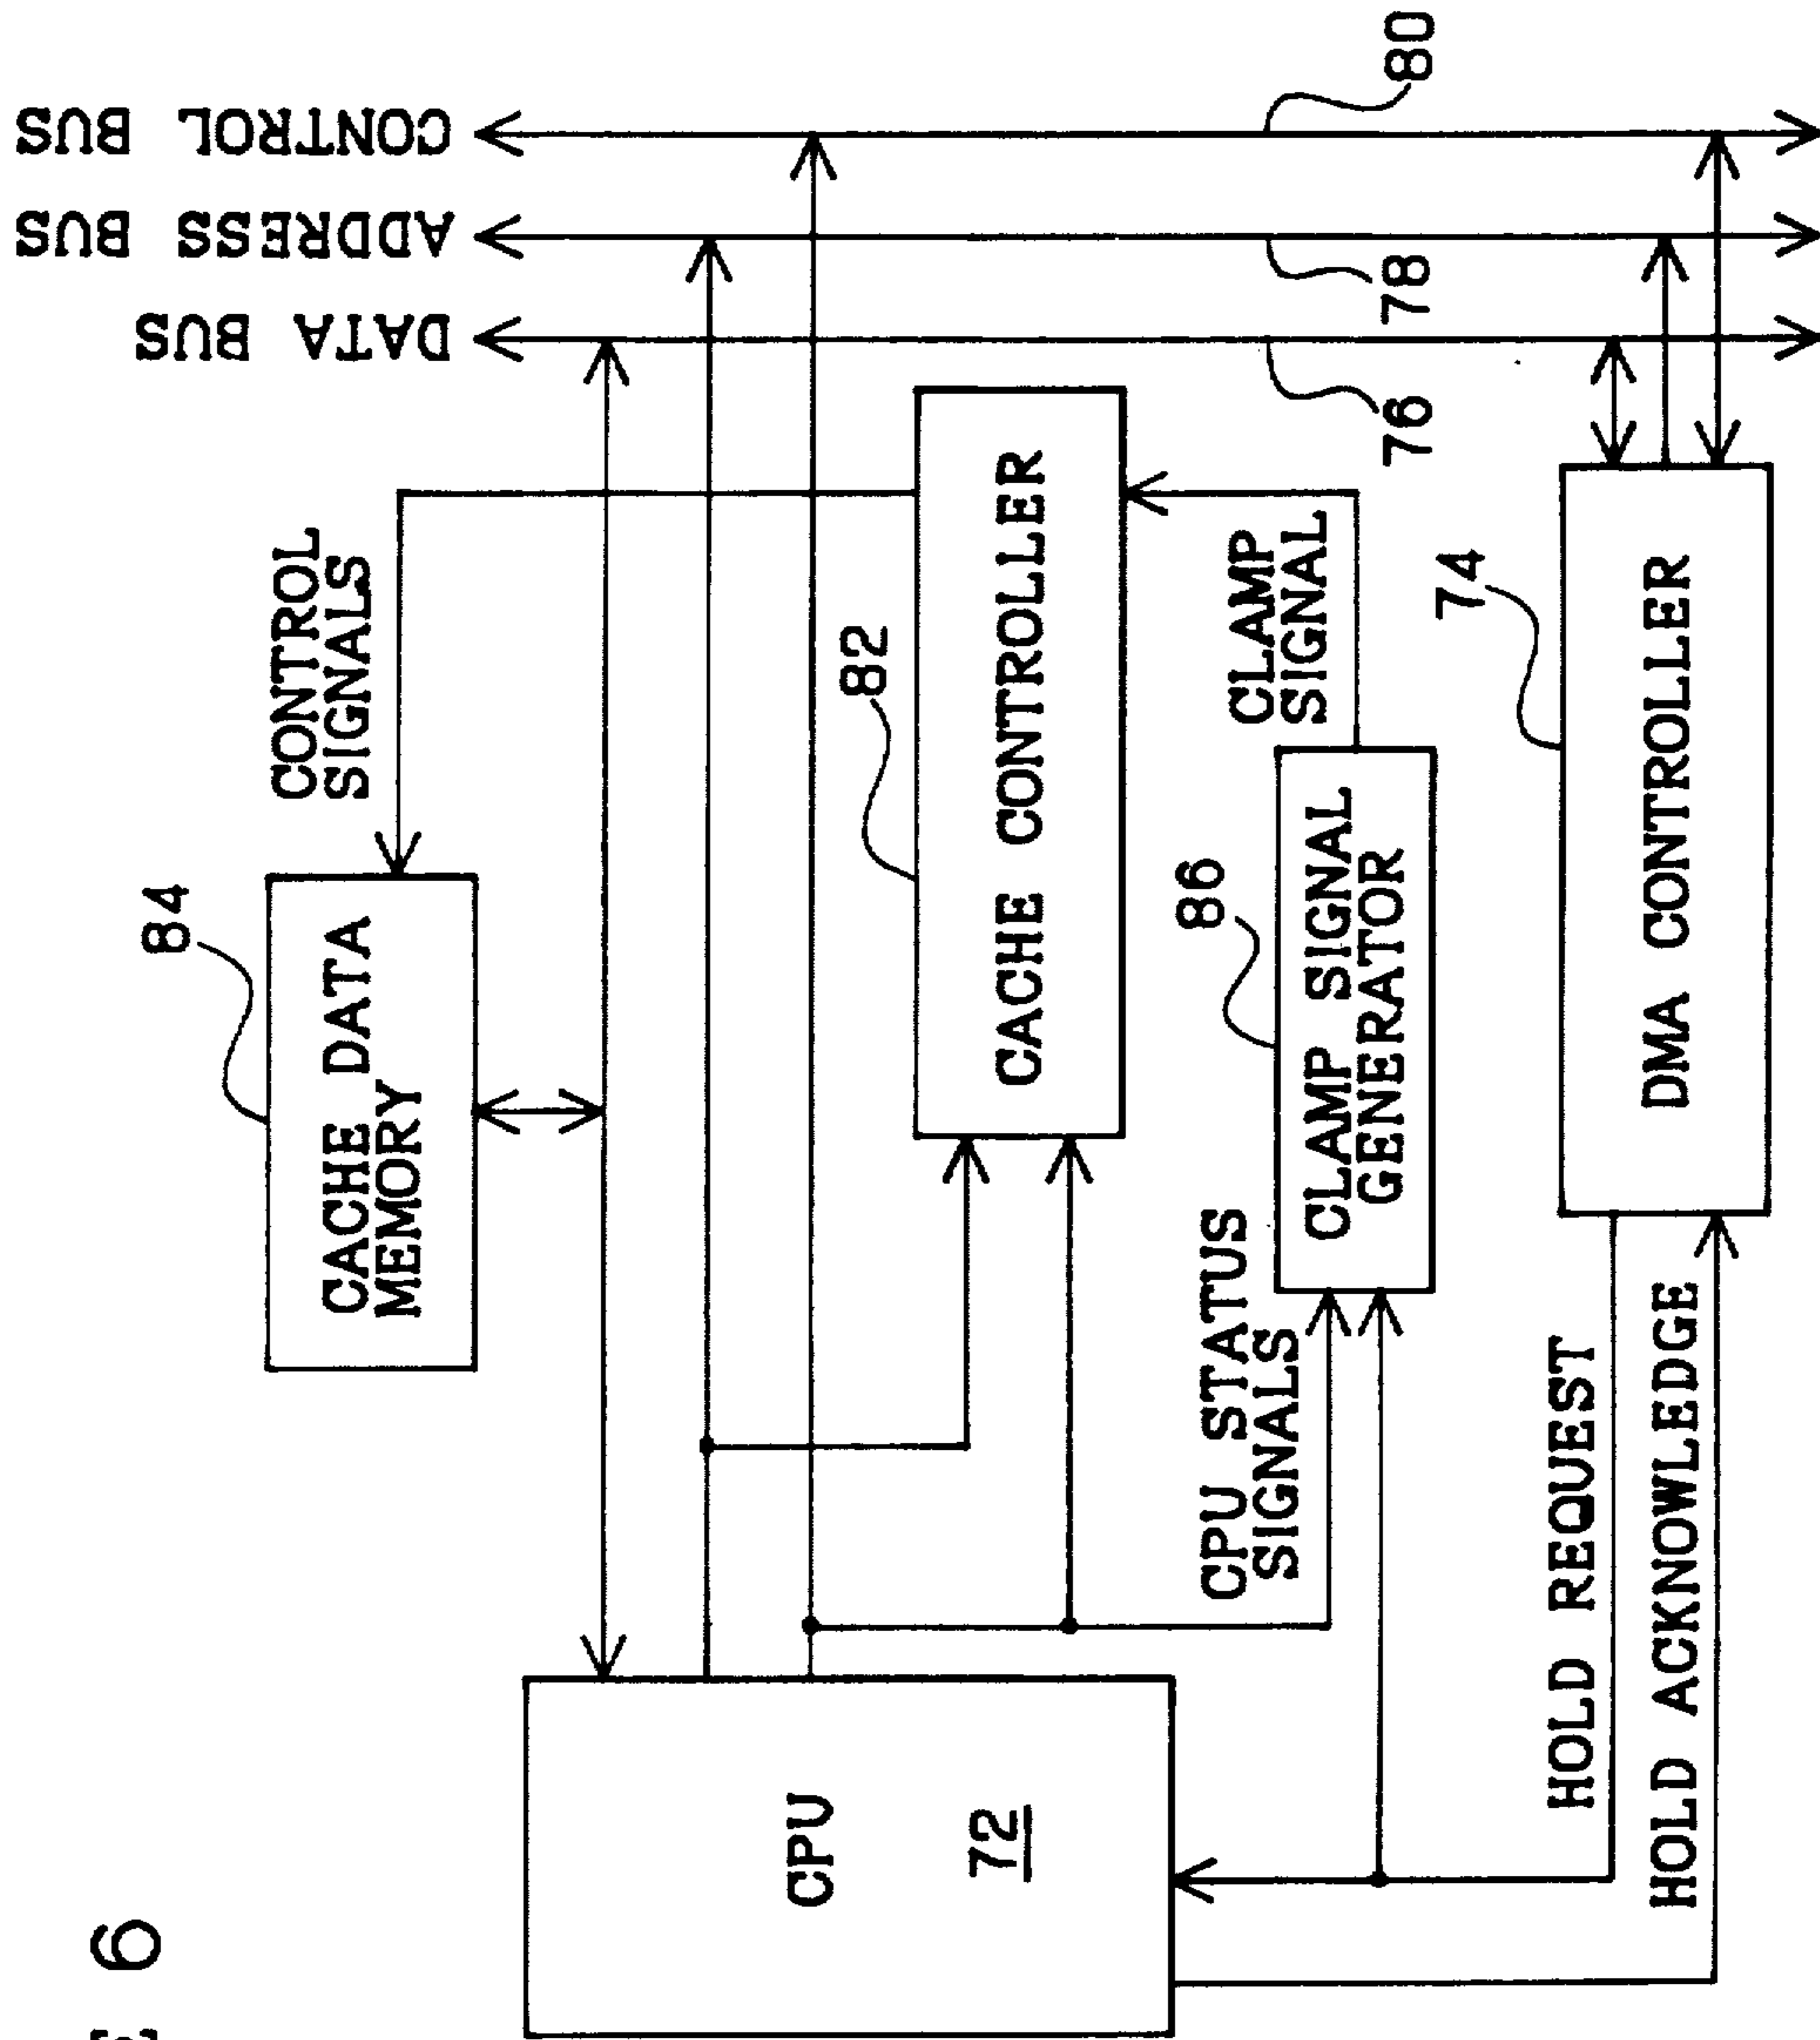 6
CPU
72
CACHE DATA
MEMORY
84
CONTROL
SIGNALS
CACHE CONTROLLER
82
CLAMP
SIGNAL
CLAMP SIGNAL
GENERATOR
86
CPU STATUS
SIGNALS
HOLD REQUEST
HOLD ACKNOWLEDGE
DMA CONTROLLER
74
DATA BUS
ADDRESS BUS
CONTROL BUS
76
78
80